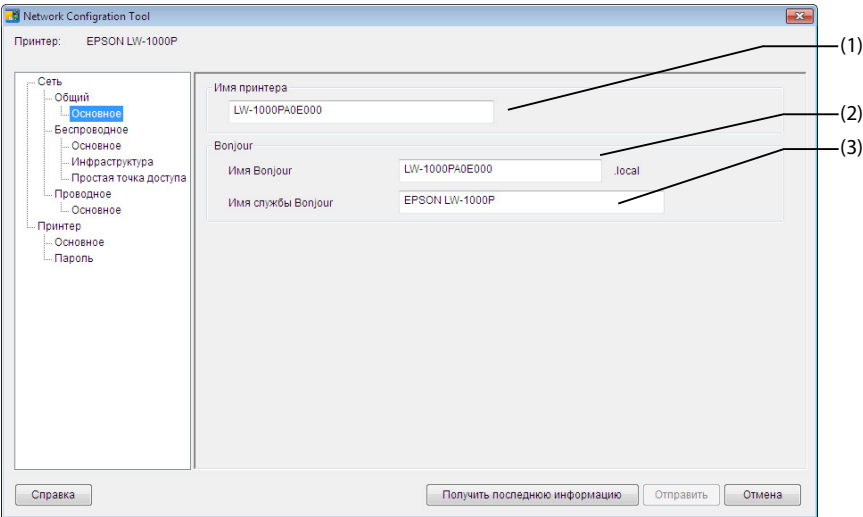 Network Configration Tool
Принтер: EPSON LW-1000P
(1)
Сеть
Общий
Основное
Беспроводное
Основное
Инфраструктура
Простая точка доступа
Проводное
Основное
Принтер
Основное
Пароль
Имя принтера
LW-1000PA0E000
(2)
Bonjour
(3)
Имя Bonjour LW-1000PA0E000 .local
Имя службы Bonjour EPSON LW-1000P
Справка Получить последнюю информацию Отправить Отмена